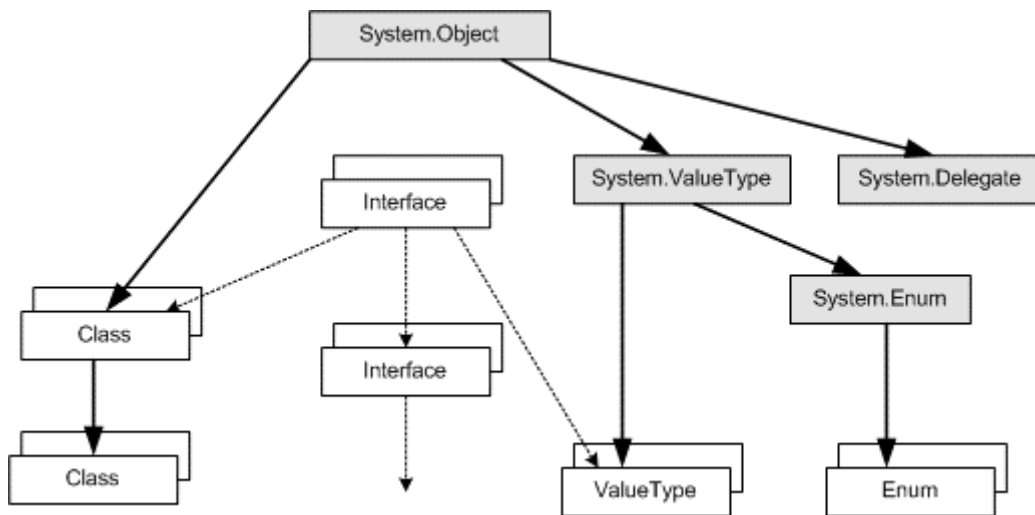 System.Object
System.ValueType
System.Delegate
Interface
System.Enum
Class
Interface
Class
ValueType
Enum